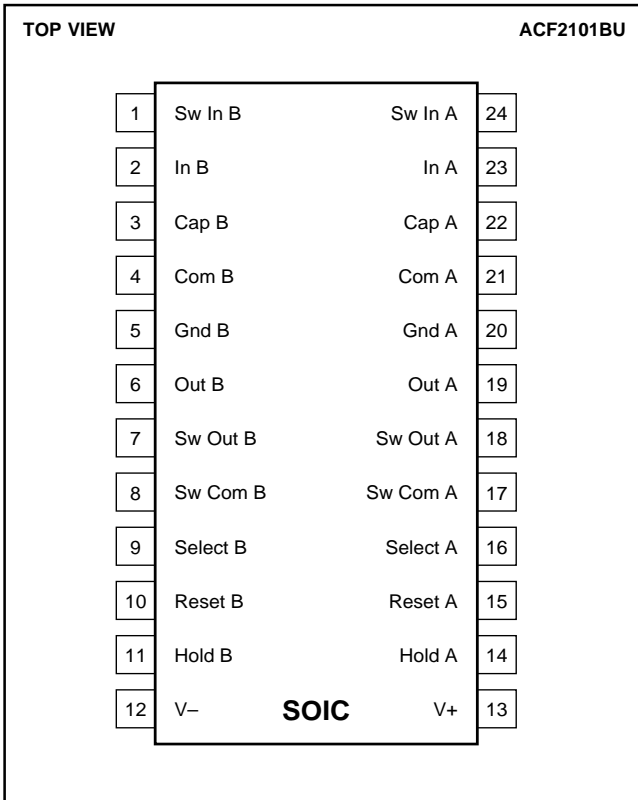 TOP VIEW ACF2101BU
1 Sw In B Sw In A 24
2 In B In A 23
3 Cap B Cap A 22
4 Com B Com A 21
5 Gnd B Gnd A 20
6 Out B Out A 19
7 Sw Out B Sw Out A 18
8 Sw Com B Sw Com A 17
9 Select B Select A 16
10 Reset B Reset A 15
11 Hold B Hold A 14
12 V– SOIC V+ 13